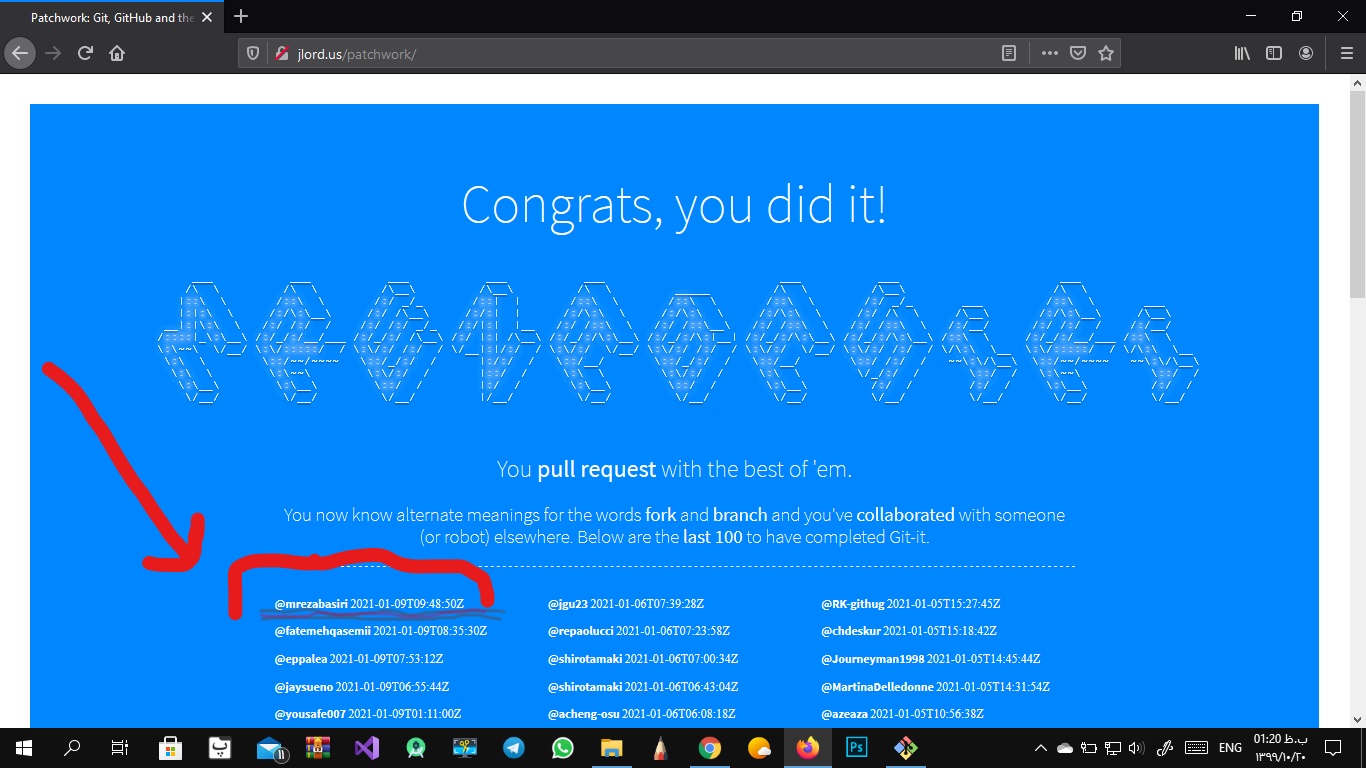 Patchwork: Git, GitHub and the
jlord.us/patchwork/
Congrats, you did it!
You pull request with the best of 'em.
You now know alternate meanings for the words fork and branch and you've collaborated with someone
(or robot) elsewhere. Below are the last 100 to have completed Git-it.
@mrezabasiri 2021-01-09T09:48:50Z
@jgu23 2021-01-06T07:39:28Z
@RK-githug 2021-01-05T15:27:45Z
@fatemehqasemii 2021-01-09T08:35:30Z
@repaolucci 2021-01-06T07:23:58Z
@chdeskur 2021-01-05T15:18:42Z
@eppalea 2021-01-09T07:53:12Z
@shirotamaki 2021-01-06T07:00:34Z
@Journeyman1998 2021-01-05T14:45:44Z
@jaysueno 2021-01-09T06:55:44Z
@shirotamaki 2021-01-06T06:43:04Z
@MartinaDelledonne 2021-01-05T14:31:54Z
@yousafe007 2021-01-09T01:11:00Z
@acheng-osu 2021-01-06T06:08:18Z
@azeaza 2021-01-05T10:56:38Z
11
Ps
ENG
01:20 ب.ظ
۱۳۹۹/۱۰/۲۰